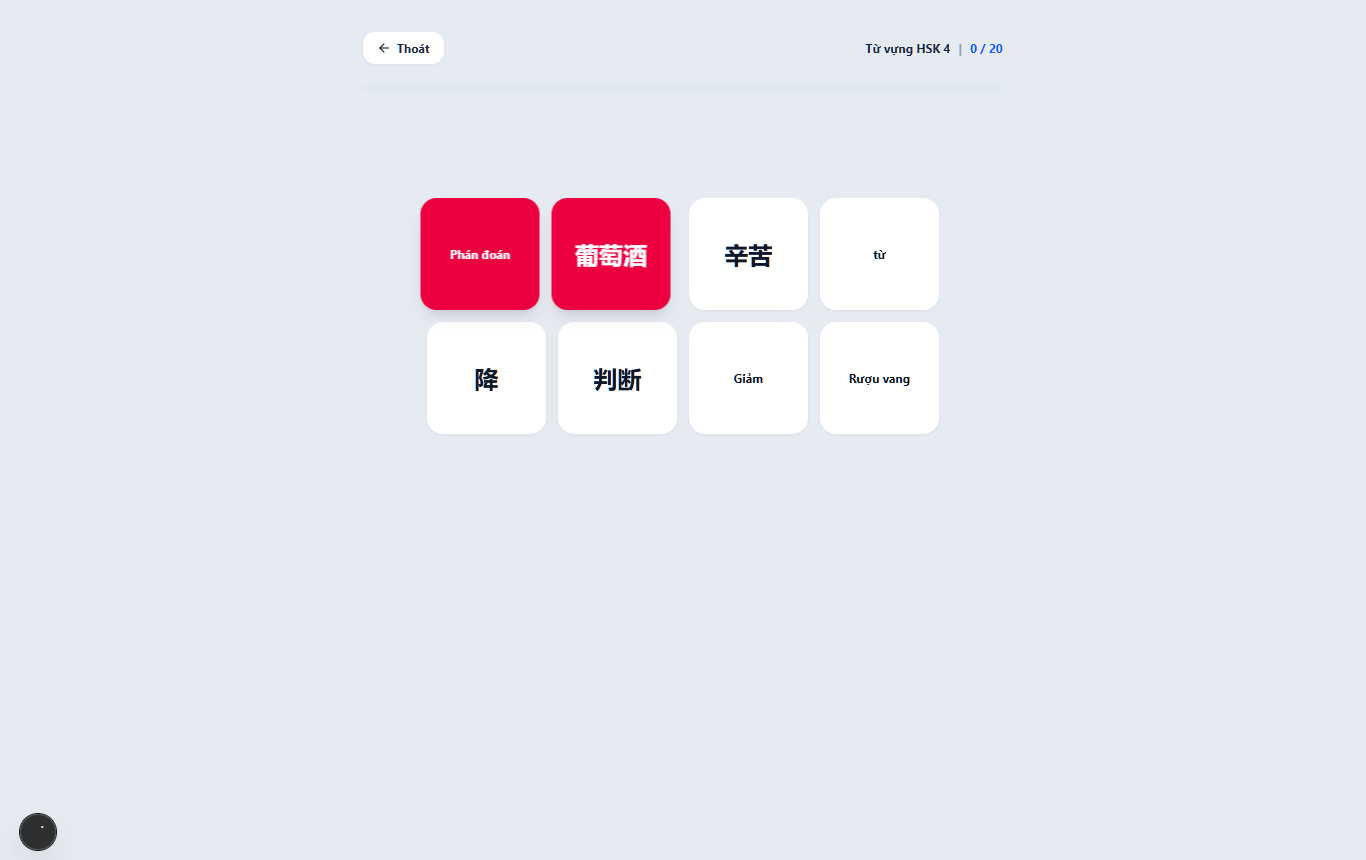 Thoát
Từ vựng HSK 4 | 0 / 20
Phán đoán
葡萄酒
辛苦
từ
降
判断
Giảm
Rượu vang